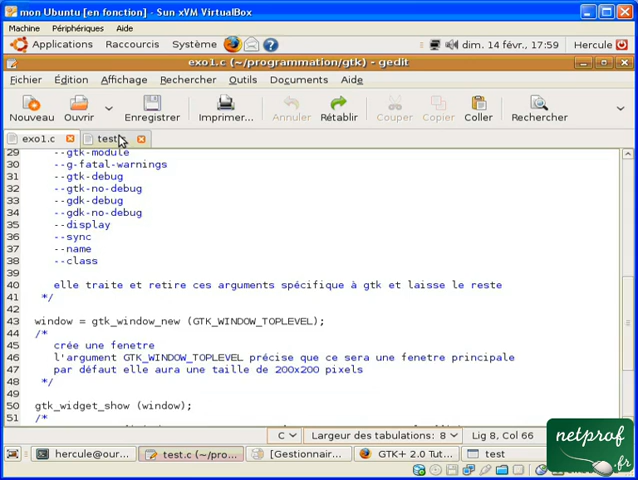 mon Ubuntu [en fonction] - Sun xVM VirtualBox
Machine Périphériques Aide
Applications Raccourcis Système dim. 14 févr., 17:59 Hercule
exo1.c (~/programmation/gtk) - gedit
Fichier Édition Affichage Rechercher Outils Documents Aide
Nouveau Ouvrir Enregistrer Imprimer... Annuler Rétablir Couper Copier Coller Rechercher
exo1.c test
29 --gtk-module
30 --g-fatal-warnings
31 --gtk-debug
32 --gtk-no-debug
33 --gdk-debug
34 --gdk-no-debug
35 --display
36 --sync
37 --name
38 --class
39
40 elle traite et retire ces arguments spécifique à gtk et laisse le reste
41 */
42
43 window = gtk_window_new (GTK_WINDOW_TOPLEVEL);
44 /*
45 crée une fenetre
46 l'argument GTK_WINDOW_TOPLEVEL précise que ce sera une fenetre principale
47 par défaut elle aura une taille de 200x200 pixels
48 */
49
50 gtk_widget_show (window);
51 /*
C Largeur des tabulations: 8 Lig 8, Col 66
hercule@our... test.c (~/pro... [Gestionnair... GTK+ 2.0 Tut... test
netprof
.fr